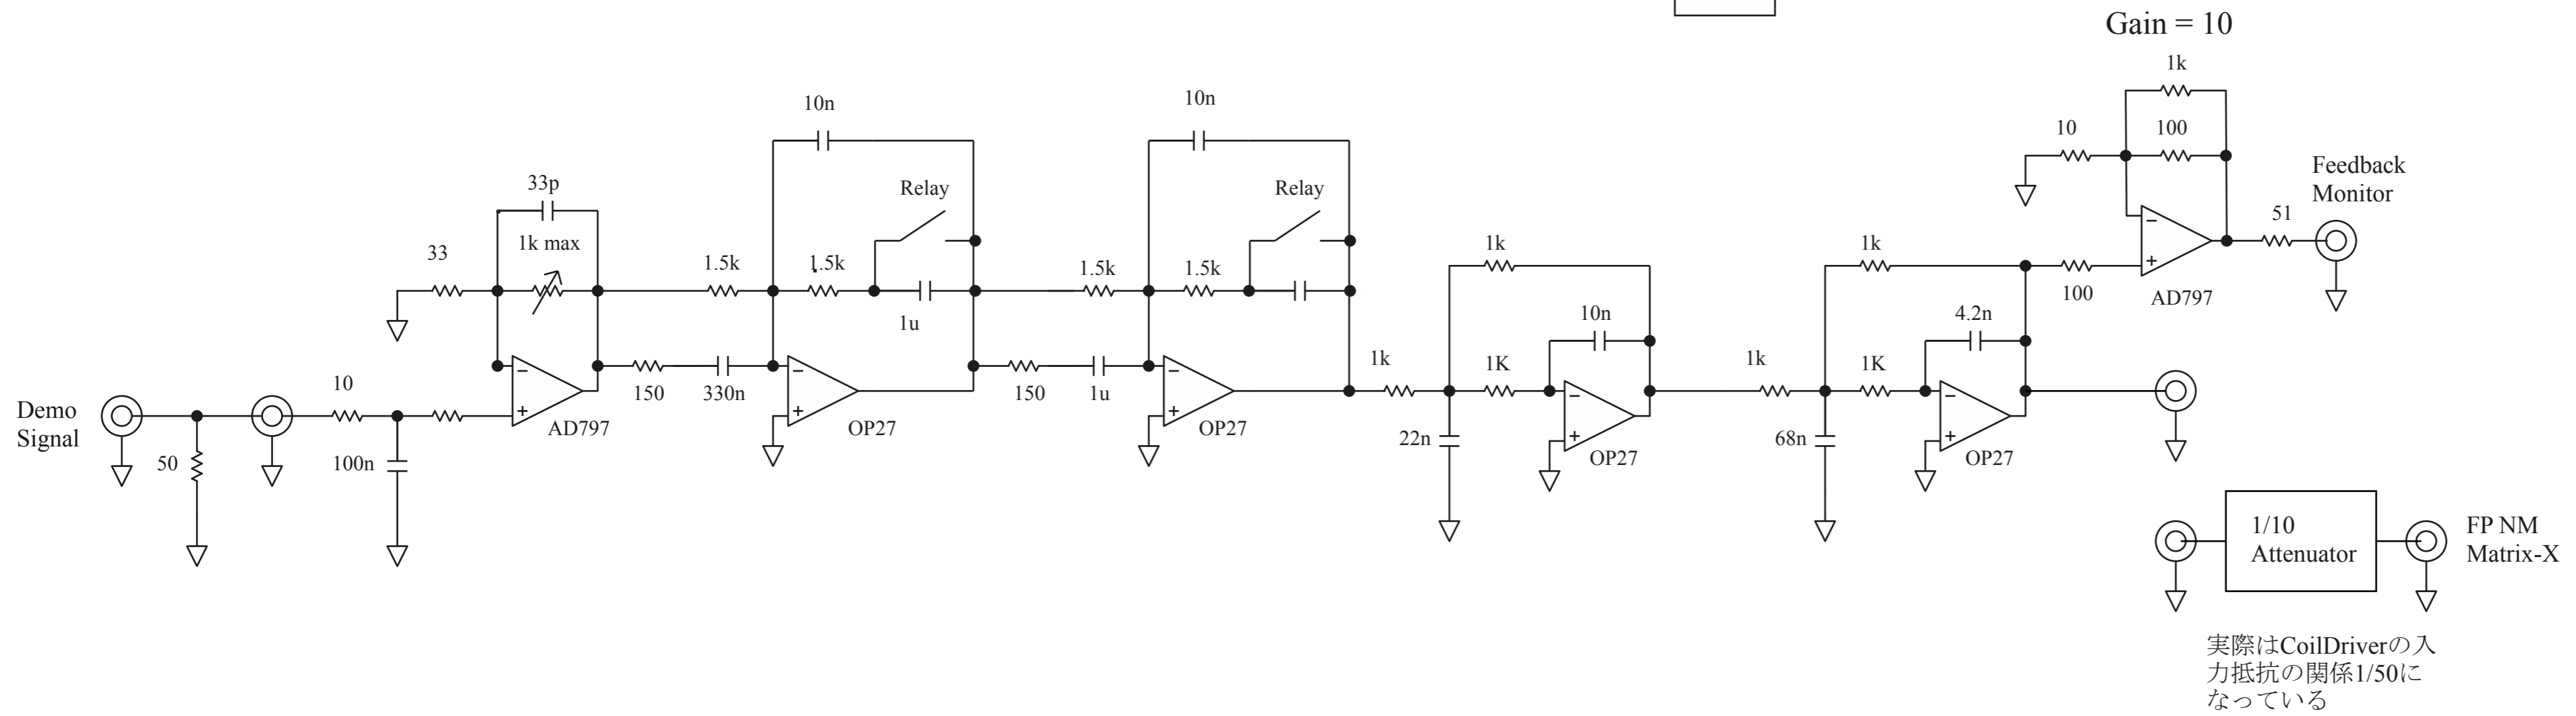 Gain = 10
1k
10n
10n
10
100
Feedback
Monitor
33p
Relay
Relay
51
33
1k max
1k
1k
1.5k
1.5k
1.5k
1.5k
100
AD797
1u
10n
4.2n
1k
1K
1k
1K
10
150
330n
150
1u
Demo
Signal
AD797
OP27
OP27
22n
68n
50
100n
OP27
OP27
1/10
Attenuator
FP NM
Matrix-X
実際はCoilDriverの入
力抵抗の関係1/50に
なっている